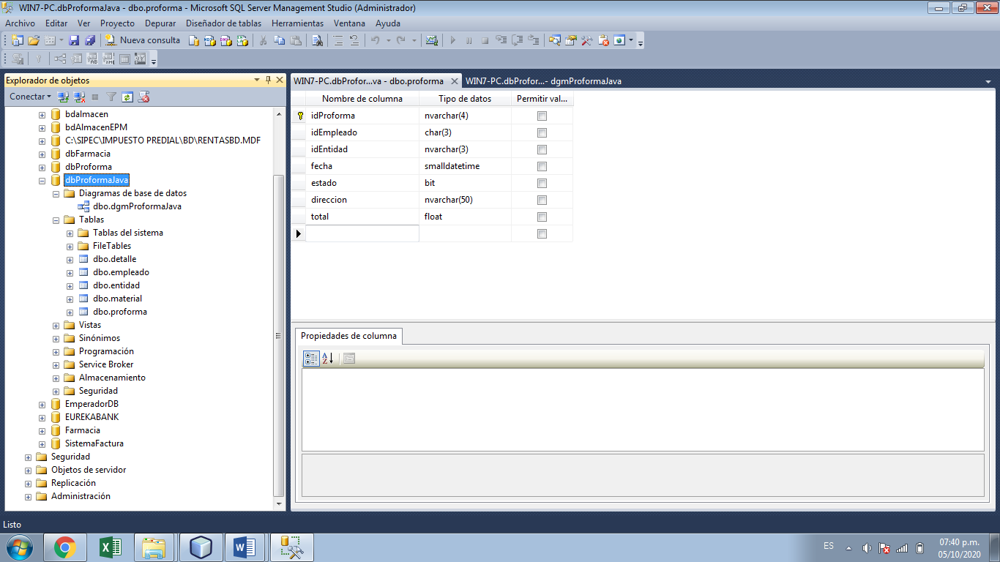 WIN7-PC.dbProformaJava - dbo.proforma - Microsoft SQL Server Management Studio (Administrador)
Archivo Editar Ver Proyecto Depurar Diseñador de tablas Herramientas Ventana Ayuda
Nueva consulta
Explorador de objetos
Conectar
bdalmacen
bdAlmacenEPM
C:\SIPEC\IMPUESTO PREDIAL\BD\RENTASBD.MDF
dbFarmacia
dbProforma
dbProformaJava
Diagramas de base de datos
dbo.dgmProformaJava
Tablas
Tablas del sistema
FileTables
dbo.detalle
dbo.empleado
dbo.entidad
dbo.material
dbo.proforma
Vistas
Sinónimos
Programación
Service Broker
Almacenamiento
Seguridad
EmperadorDB
EUREKABANK
Farmacia
SistemaFactura
Seguridad
Objetos de servidor
Replicación
Administración
WIN7-PC.dbProfor...va - dbo.proforma WIN7-PC.dbProfor...- dgmProformaJava
Nombre de columna Tipo de datos Permitir val...
idProforma nvarchar(4)
idEmpleado char(3)
idEntidad nvarchar(3)
fecha smalldatetime
estado bit
direccion nvarchar(50)
total float
Propiedades de columna
Listo
ES
07:40 p.m.
05/10/2020